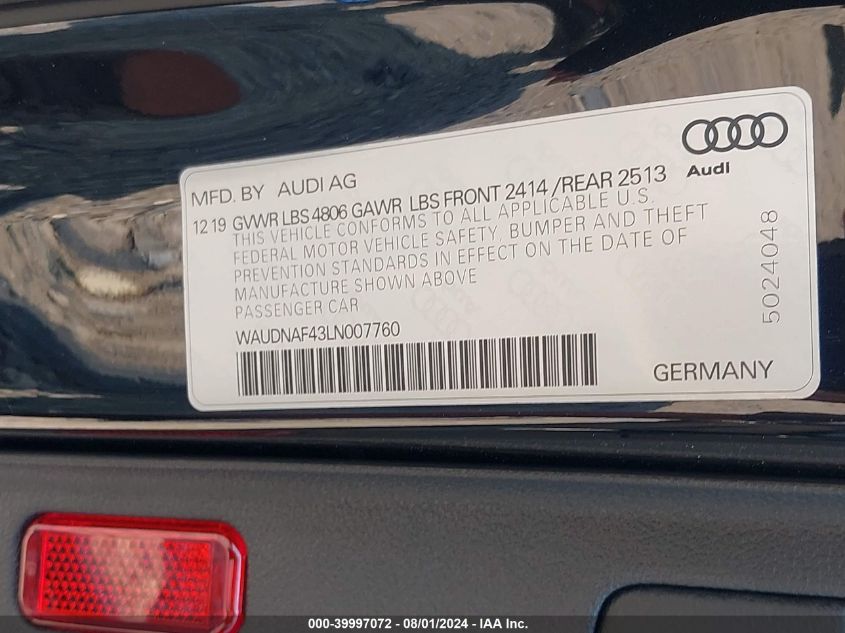 Audi
MFD. BY AUDI AG
12 19 GVWR LBS 4806 GAWR LBS FRONT 2414 /REAR 2513
THIS VEHICLE CONFORMS TO ALL APPLICABLE U.S.
FEDERAL MOTOR VEHICLE SAFETY, BUMPER AND THEFT
PREVENTION STANDARDS IN EFFECT ON THE DATE OF
MANUFACTURE SHOWN ABOVE
PASSENGER CAR
WAUDNAF43LN007760
GERMANY
5024048
000-39997072 - 08/01/2024 - IAA Inc.